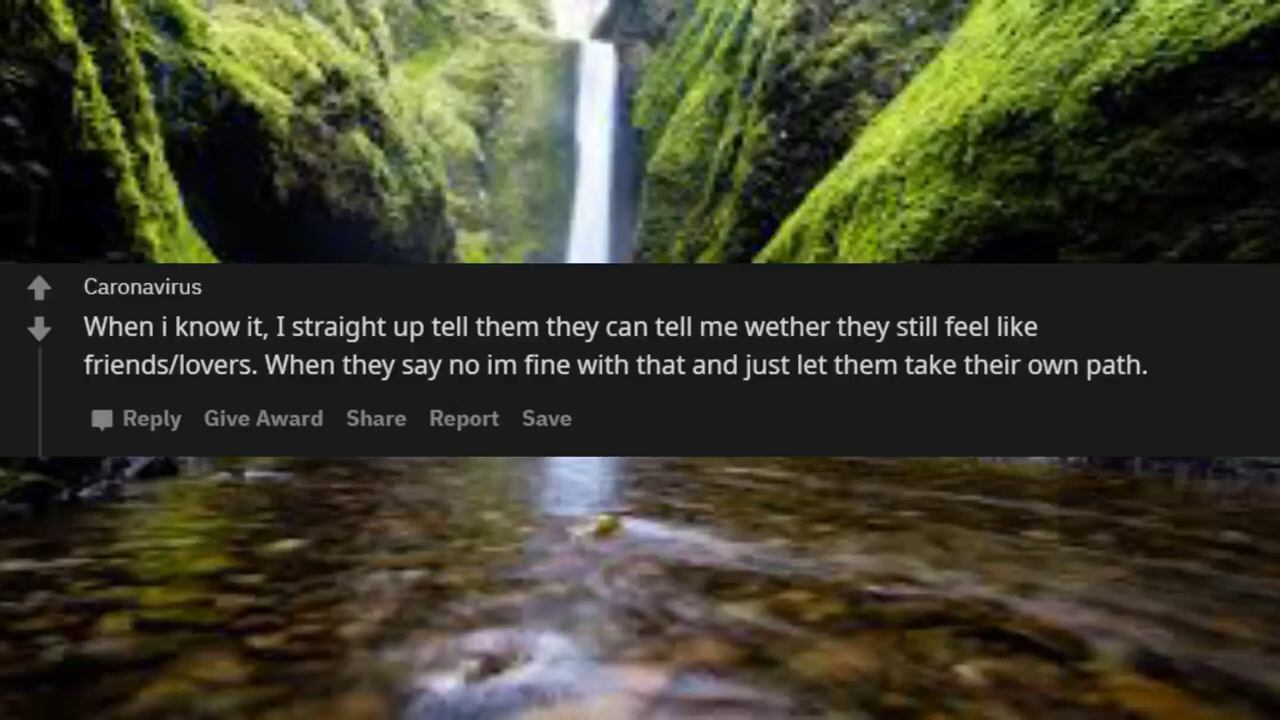 Caronavirus
When i know it, I straight up tell them they can tell me wether they still feel like
friends/lovers. When they say no im fine with that and just let them take their own path.
Reply Give Award Share Report Save